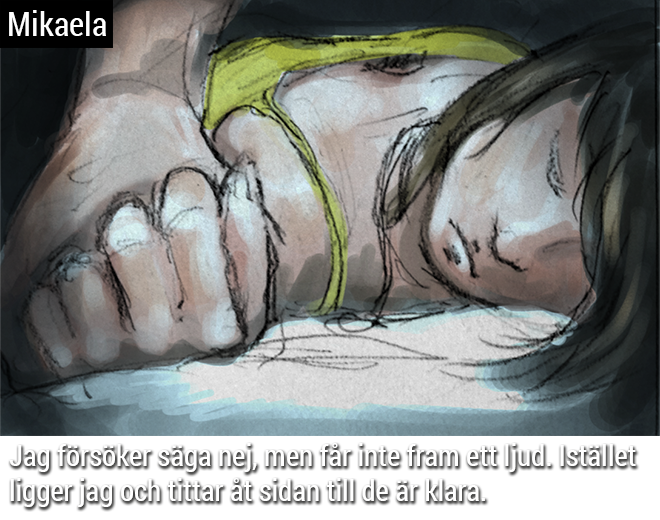 Mikaela
Jag försöker säga nej, men får inte fram ett ljud. Istället
ligger jag och tittar åt sidan till de är klara.